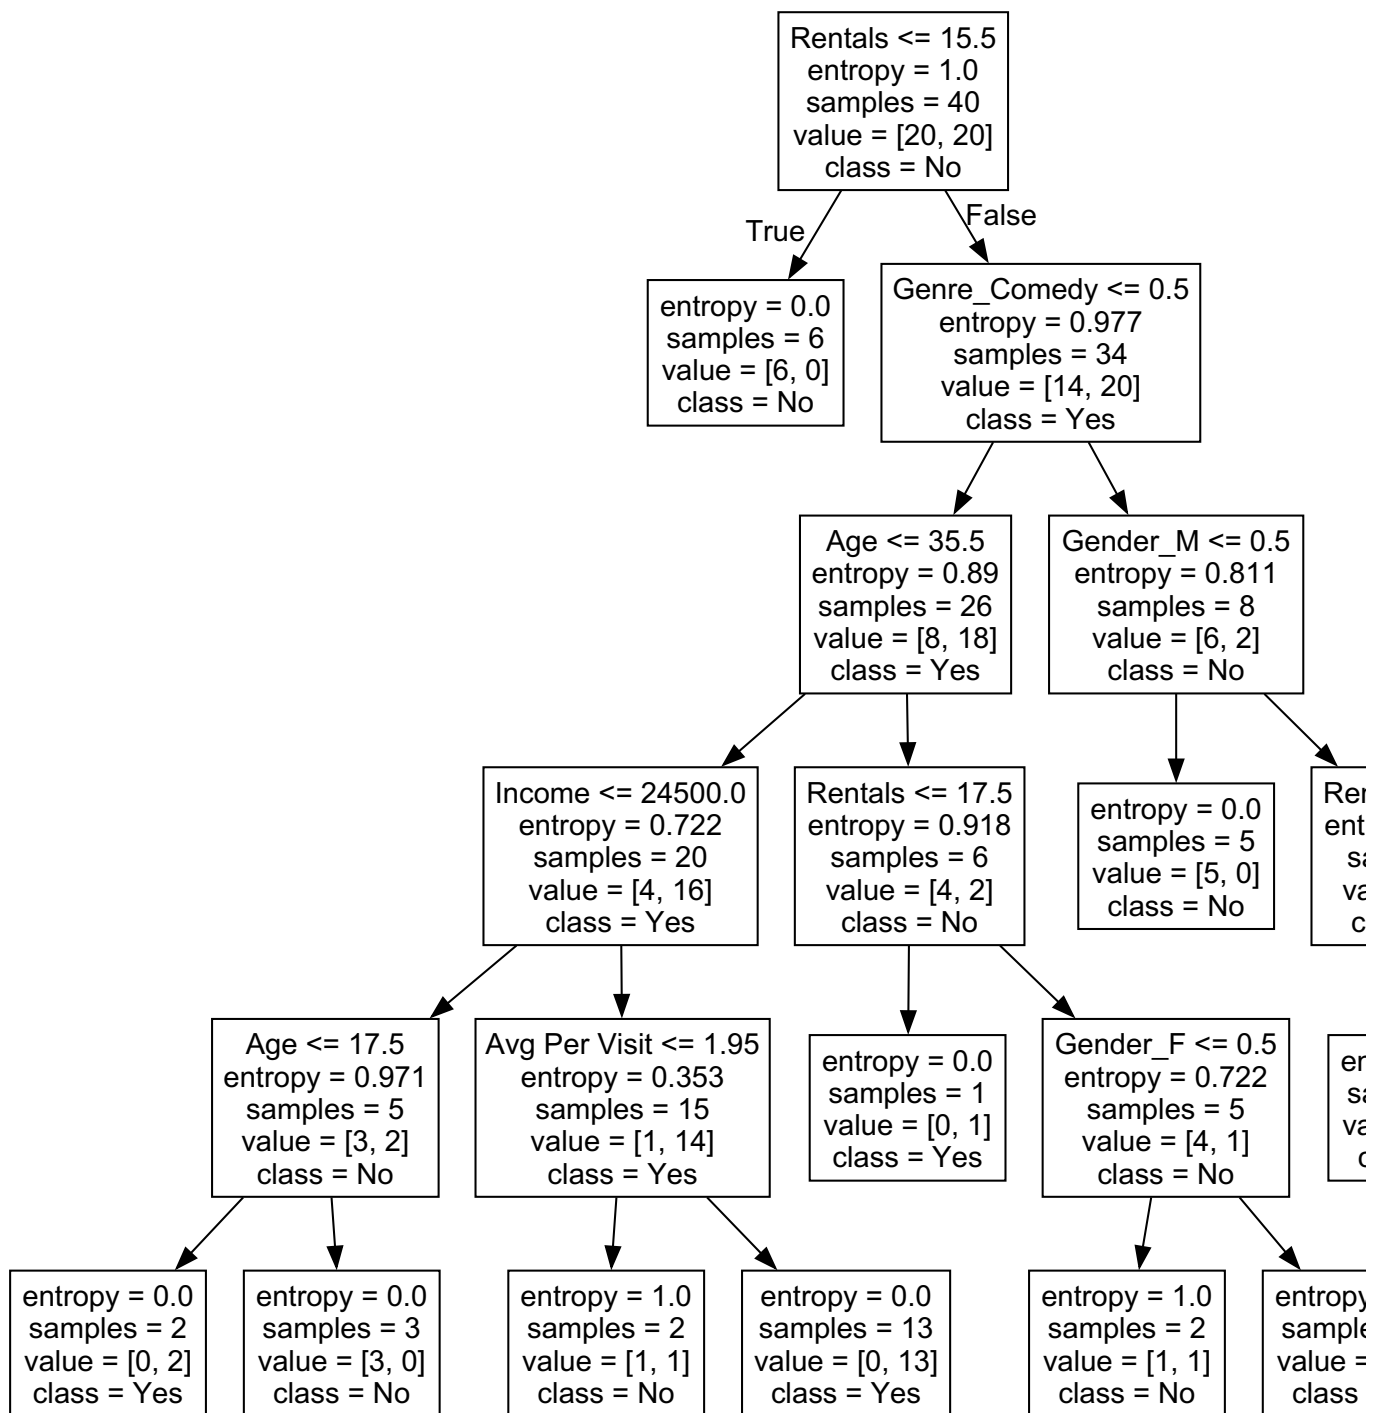 Rentals <= 15.5
entropy = 1.0
samples = 40
value = [20, 20]
class = No
True
False
entropy = 0.0
samples = 6
value = [6, 0]
class = No
Genre_Comedy <= 0.5
entropy = 0.977
samples = 34
value = [14, 20]
class = Yes
Age <= 35.5
entropy = 0.89
samples = 26
value = [8, 18]
class = Yes
Gender_M <= 0.5
entropy = 0.811
samples = 8
value = [6, 2]
class = No
Income <= 24500.0
entropy = 0.722
samples = 20
value = [4, 16]
class = Yes
Rentals <= 17.5
entropy = 0.918
samples = 6
value = [4, 2]
class = No
entropy = 0.0
samples = 5
value = [5, 0]
class = No
Age <= 17.5
entropy = 0.971
samples = 5
value = [3, 2]
class = No
Avg Per Visit <= 1.95
entropy = 0.353
samples = 15
value = [1, 14]
class = Yes
entropy = 0.0
samples = 1
value = [0, 1]
class = Yes
Gender_F <= 0.5
entropy = 0.722
samples = 5
value = [4, 1]
class = No
entropy = 0.0
samples = 2
value = [0, 2]
class = Yes
entropy = 0.0
samples = 3
value = [3, 0]
class = No
entropy = 1.0
samples = 2
value = [1, 1]
class = No
entropy = 0.0
samples = 13
value = [0, 13]
class = Yes
entropy = 1.0
samples = 2
value = [1, 1]
class = No
entropy
value =
class